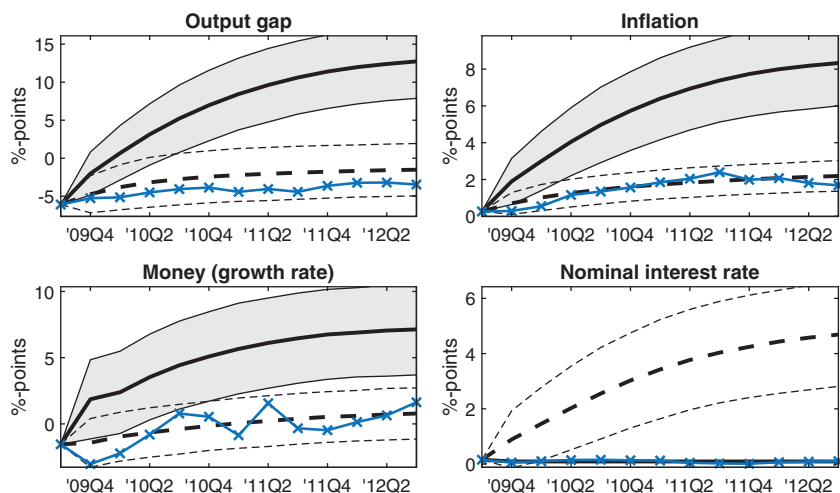 Output gap
%-points
15
10
5
0
-5
'09Q4 '10Q2 '10Q4 '11Q2 '11Q4 '12Q2
Inflation
%-points
8
6
4
2
0
'09Q4 '10Q2 '10Q4 '11Q2 '11Q4 '12Q2
Money (growth rate)
%-points
10
5
0
'09Q4 '10Q2 '10Q4 '11Q2 '11Q4 '12Q2
Nominal interest rate
%-points
6
4
2
0
'09Q4 '10Q2 '10Q4 '11Q2 '11Q4 '12Q2